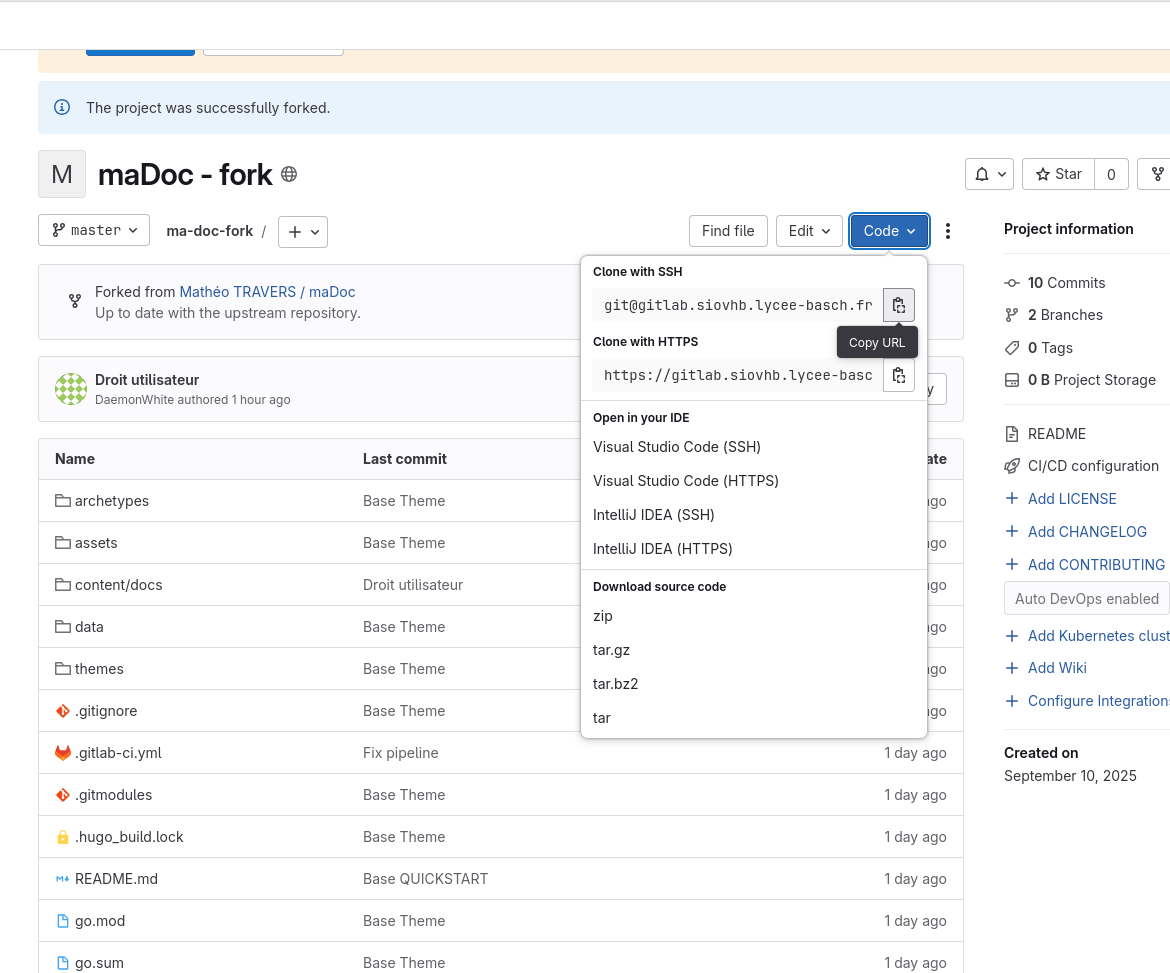 The project was successfully forked.
M
maDoc - fork
Star 0
master
ma-doc-fork /
Find file
Edit
Code
Forked from Mathéo TRAVERS / maDoc
Up to date with the upstream repository.
Droit utilisateur
DaemonWhite authored 1 hour ago
y
Clone with SSH
git@gitlab.siovhb.lycee-basch.fr
Copy URL
Clone with HTTPS
https://gitlab.siovhb.lycee-basc
Open in your IDE
Visual Studio Code (SSH)
Visual Studio Code (HTTPS)
IntelliJ IDEA (SSH)
IntelliJ IDEA (HTTPS)
Download source code
zip
tar.gz
tar.bz2
tar
Name Last commit ate
archetypes Base Theme ago
assets Base Theme ago
content/docs Droit utilisateur ago
data Base Theme ago
themes Base Theme ago
.gitignore Base Theme ago
.gitlab-ci.yml Fix pipeline 1 day ago
.gitmodules Base Theme 1 day ago
.hugo_build.lock Base Theme 1 day ago
README.md Base QUICKSTART 1 day ago
go.mod Base Theme 1 day ago
go.sum Base Theme 1 day ago
Project information
10 Commits
2 Branches
0 Tags
0 B Project Storage
README
CI/CD configuration
Add LICENSE
Add CHANGELOG
Add CONTRIBUTING
Auto DevOps enabled
Add Kubernetes clust
Add Wiki
Configure Integrations
Created on
September 10, 2025